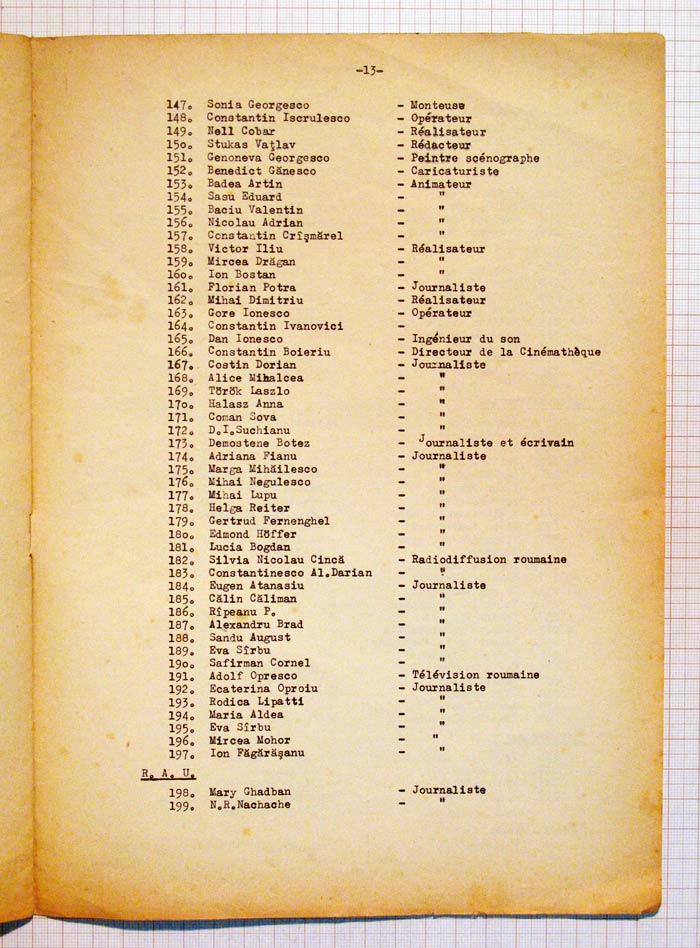 -13-
147. Sonia Georgesco - Monteuse
148. Constantin Iscrulesco - Opérateur
149. Nell Cobar - Réalisateur
15o. Stukas Vaţlav - Rédacteur
151. Genoneva Georgesco - Peintre scénographe
152. Benedict Gănesco - Caricaturiste
153. Badea Artin - Animateur
154. Sasu Eduard - "
155. Baciu Valentin - "
156. Nicolau Adrian - "
157. Constantin Crîşmărel - "
158. Victor Iliu - Réalisateur
159. Mircea Drăgan - "
16o. Ion Bostan - "
161. Florian Potra - Journaliste
162. Mihai Dimitriu - Réalisateur
163. Gore Ionesco - Opérateur
164. Constantin Ivanovici -
165. Dan Ionesco - Ingénieur du son
166. Constantin Boieriu - Directeur de la Cinémathèque
167. Costin Dorian - Journaliste
168. Alice Mihalcea - "
169. Török Laszlo - "
17o. Halasz Anna - "
171. Coman Sova - "
172. D.I.Suchianu - "
173. Demostene Botez - Journaliste et écrivain
174. Adriana Fianu - Journaliste
175. Marga Mihăilesco - "
176. Mihai Negulesco - "
177. Mihai Lupu - "
178. Helga Reiter - "
179. Gertrud Fernenghel - "
18o. Edmond Höffer - "
181. Lucia Bogdan - "
182. Silvia Nicolau Cincă - Radiodiffusion roumaine
183. Constantinesco Al.Darian - "
184. Eugen Atanasiu - Journaliste
185. Călin Căliman - "
186. Rîpeanu P. - "
187. Alexandru Brad - "
188. Sandu August - "
189. Eva Sîrbu - "
19o. Safirman Cornel - "
191. Adolf Opresco - Télévision roumaine
192. Ecaterina Oproiu - Journaliste
193. Rodica Lipatti - "
194. Maria Aldea - "
195. Eva Sîrbu - "
196. Mircea Mohor - "
197. Ion Făgărăşanu - "
R. A. U.
198. Mary Ghadban - Journaliste
199. N.R.Nachache - "